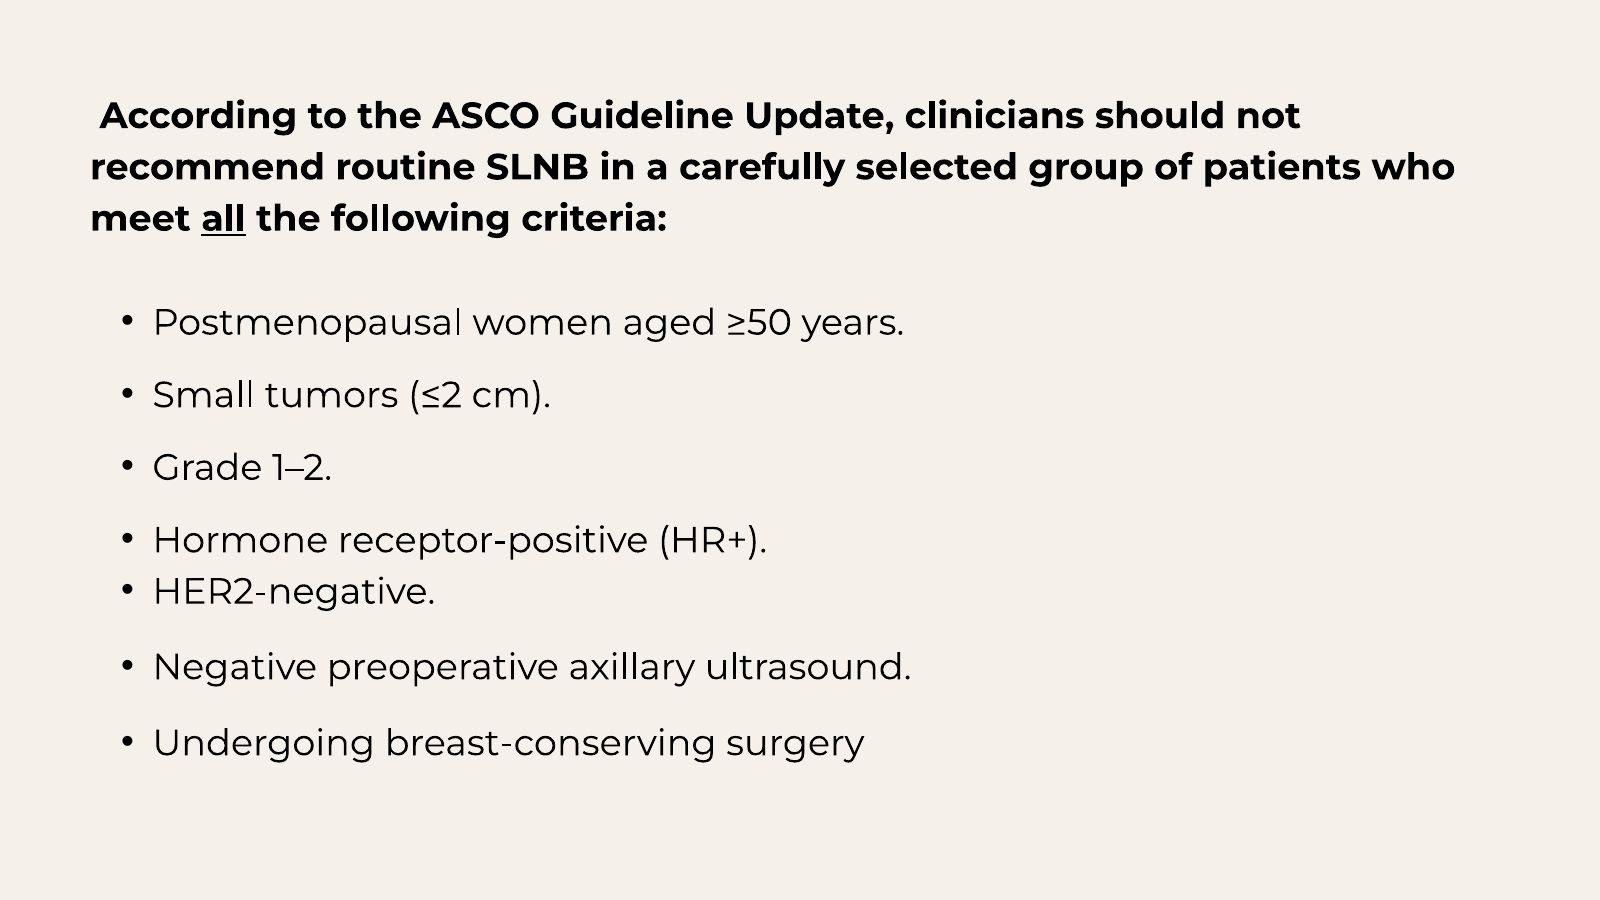 According to the ASCO Guideline Update, clinicians should not
recommend routine SLNB in a carefully selected group of patients who
meet all the following criteria:
• Postmenopausal women aged ≥50 years.
• Small tumors (≤2 cm).
• Grade 1–2.
• Hormone receptor-positive (HR+).
• HER2-negative.
• Negative preoperative axillary ultrasound.
• Undergoing breast-conserving surgery